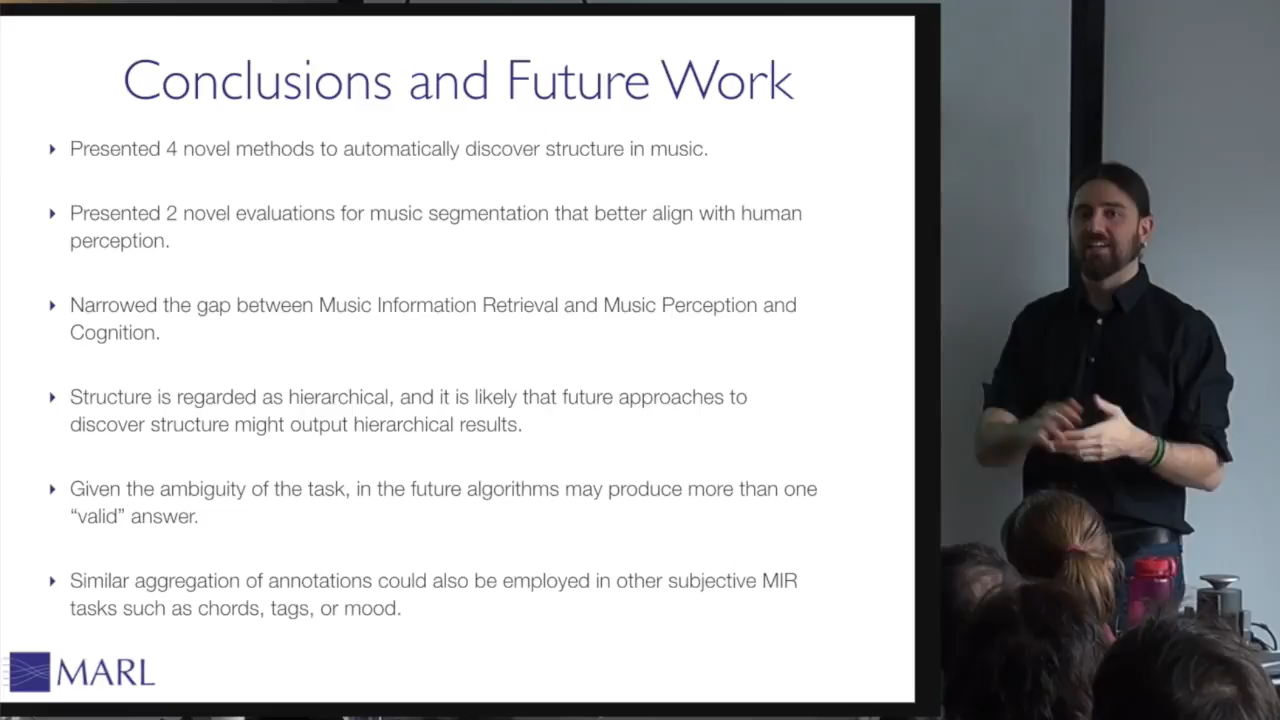 Conclusions and Future Work
Presented 4 novel methods to automatically discover structure in music.
Presented 2 novel evaluations for music segmentation that better align with human
perception.
Narrowed the gap between Music Information Retrieval and Music Perception and
Cognition.
Structure is regarded as hierarchical, and it is likely that future approaches to
discover structure might output hierarchical results.
Given the ambiguity of the task, in the future algorithms may produce more than one
“valid” answer.
Similar aggregation of annotations could also be employed in other subjective MIR
tasks such as chords, tags, or mood.
MARL